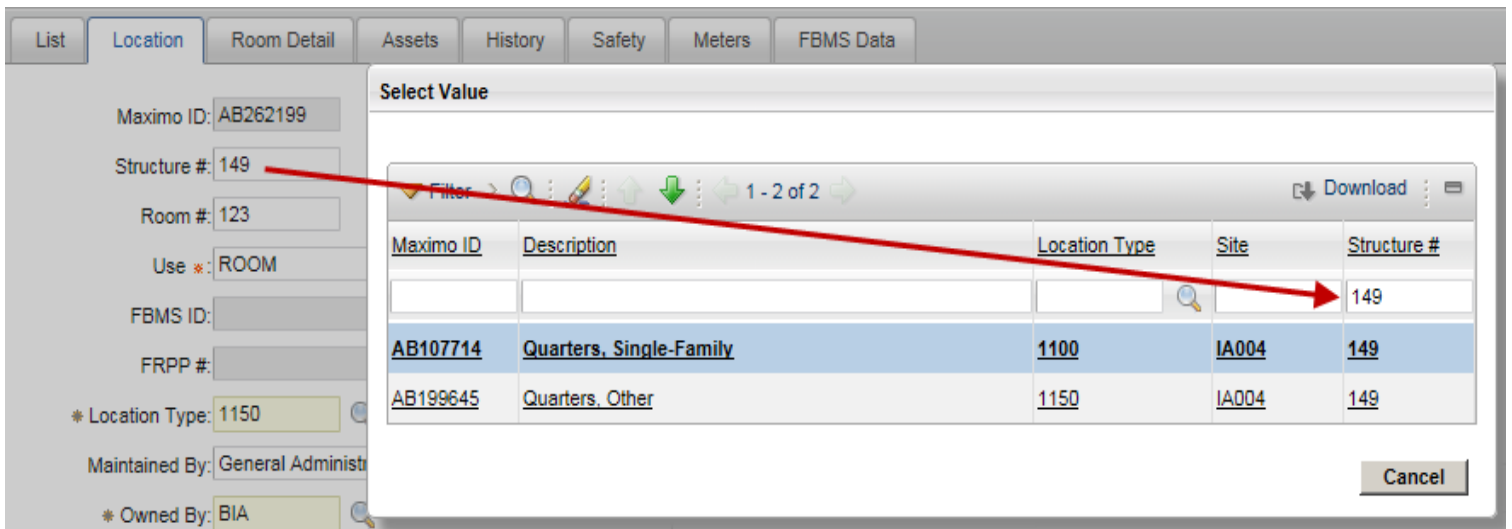 List Location Room Detail Assets History Safety Meters FBMS Data
Maximo ID: AB262199
Structure #: 149
Room #: 123
Use *: ROOM
FBMS ID:
FRPP #:
* Location Type: 1150
Maintained By: General Administr
* Owned By: BIA
Select Value
Filter 1 - 2 of 2 Download
Maximo ID Description Location Type Site Structure #
149
AB107714 Quarters, Single-Family 1100 IA004 149
AB199645 Quarters, Other 1150 IA004 149
Cancel